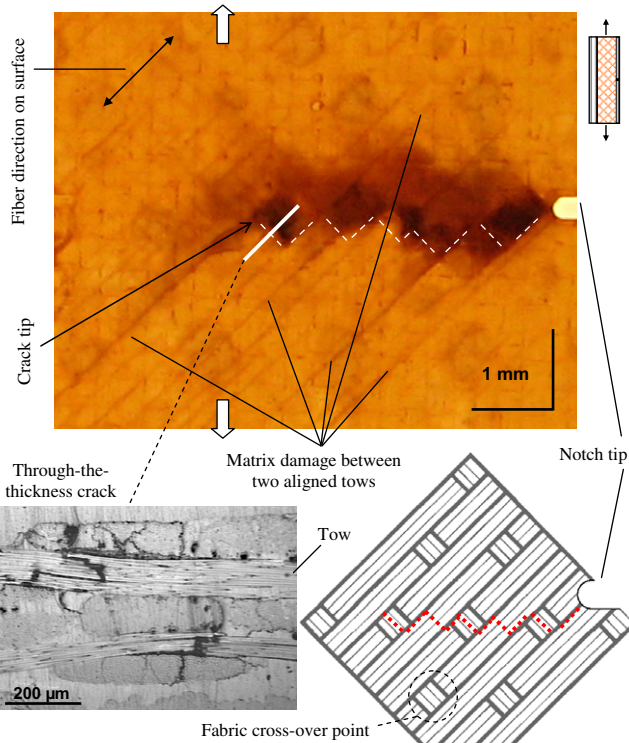 Fiber direction on surface
Crack tip
1 mm
Through-the-
thickness crack
Matrix damage between
two aligned tows
Notch tip
Tow
200 µm
Fabric cross-over point